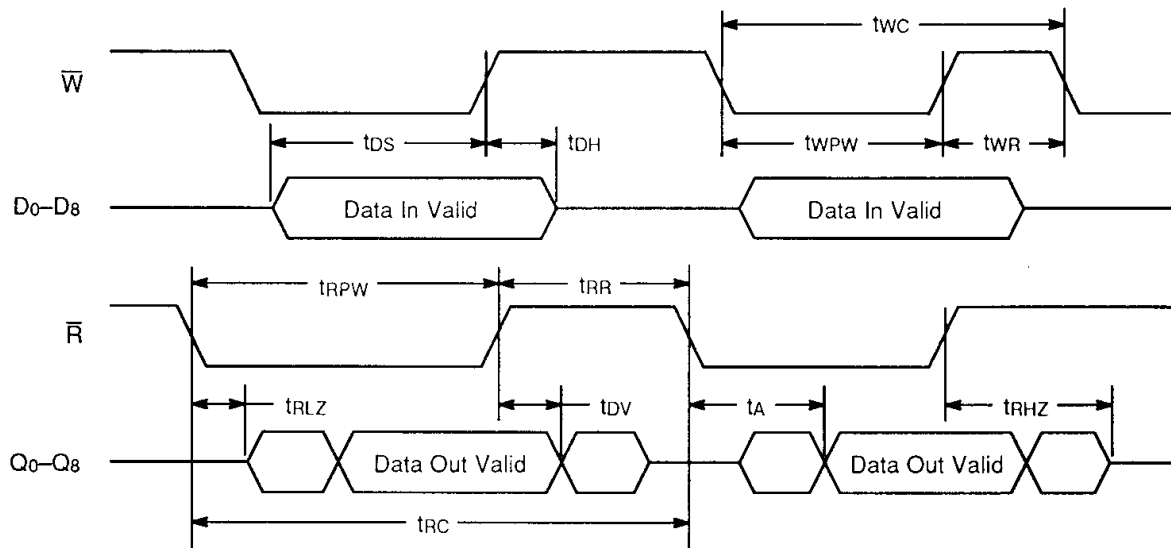 tWC
W̅
tDS tDH tWPW tWR
D0–D8 Data In Valid Data In Valid
tRPW tRR
R̅
tRLZ tDV tA tRHZ
Q0–Q8 Data Out Valid Data Out Valid
tRC